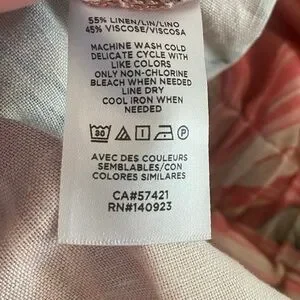 55% LINEN/LIN/LINO
45% VISCOSE/VISCOSA
MACHINE WASH COLD
DELICATE CYCLE WITH
LIKE COLORS
ONLY NON-CHLORINE
BLEACH WHEN NEEDED
LINE DRY
COOL IRON WHEN
NEEDED
30 P
AVEC DES COULEURS
SEMBLABLES/CON
COLORES SIMILARES
CA#57421
RN#140923